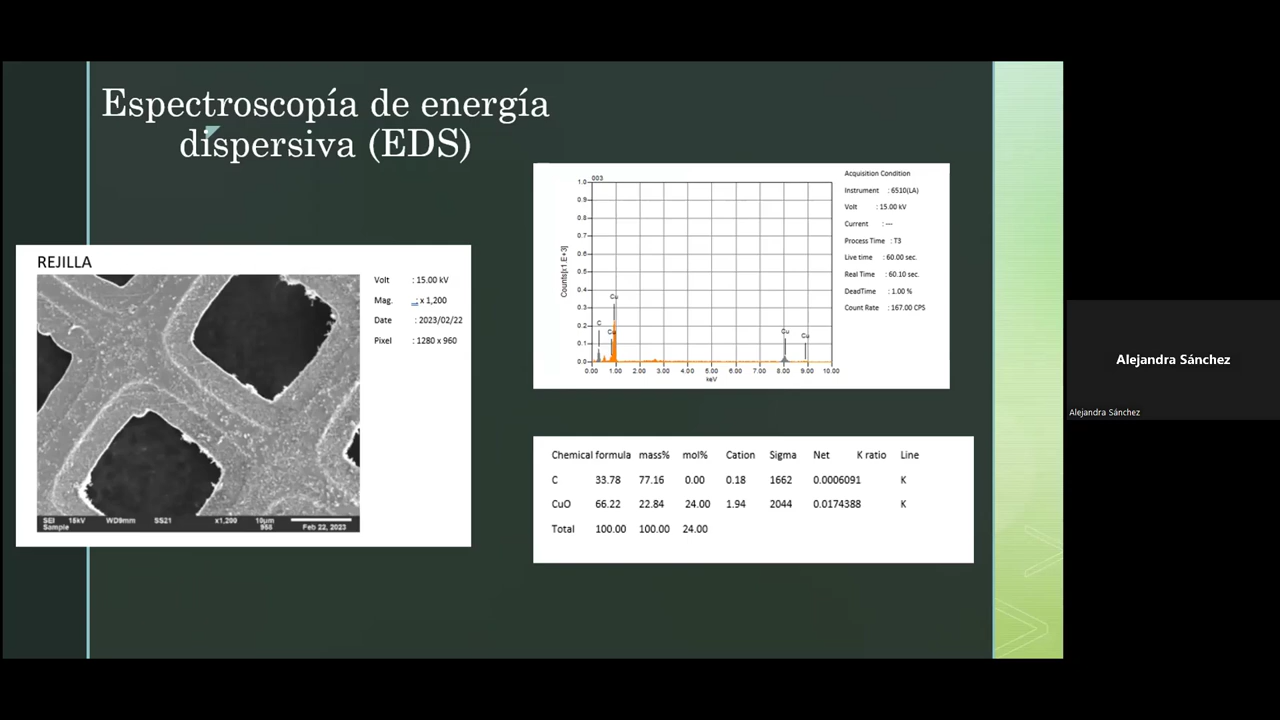 Espectroscopía de energía
dispersiva (EDS)
REJILLA
Volt : 15.00 kV
Mag. : x 1,200
Date : 2023/02/22
Pixel : 1280 x 960
SEI 15kV WD9mm SS21 x1,200 10µm
Sample Feb 22, 2023
003
1.0
0.9
0.8
0.7
0.6
0.5
0.4
0.3
0.2
0.1
0.0
Counts[x1.E+3]
C
Cu
Cu
Cu
Cu
0.00 1.00 2.00 3.00 4.00 5.00 6.00 7.00 8.00 9.00 10.00
keV
Acquisition Condition
Instrument : 6510(LA)
Volt : 15.00 kV
Current : ---
Process Time : T3
Live time : 60.00 sec.
Real Time : 60.10 sec.
DeadTime : 1.00 %
Count Rate : 167.00 CPS
Chemical formula mass% mol% Cation Sigma Net K ratio Line
C 33.78 77.16 0.00 0.18 1662 0.0006091 K
CuO 66.22 22.84 24.00 1.94 2044 0.0174388 K
Total 100.00 100.00 24.00
Alejandra Sánchez
Alejandra Sánchez